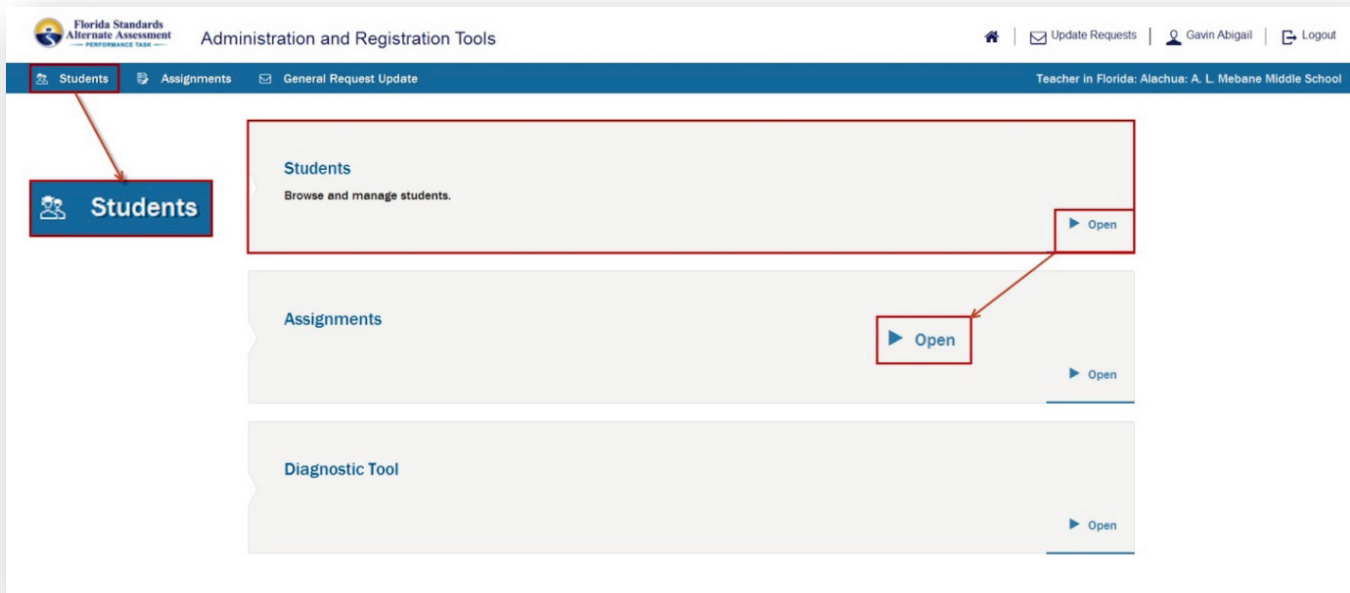 Florida Standards
Alternate Assessment
PERFORMANCE TASK
Administration and Registration Tools
Update Requests
Gavin Abigail
Logout
Students
Assignments
General Request Update
Teacher in Florida: Alachua: A. L. Mebane Middle School
Students
Students
Browse and manage students.
Open
Assignments
Open
Open
Diagnostic Tool
Open